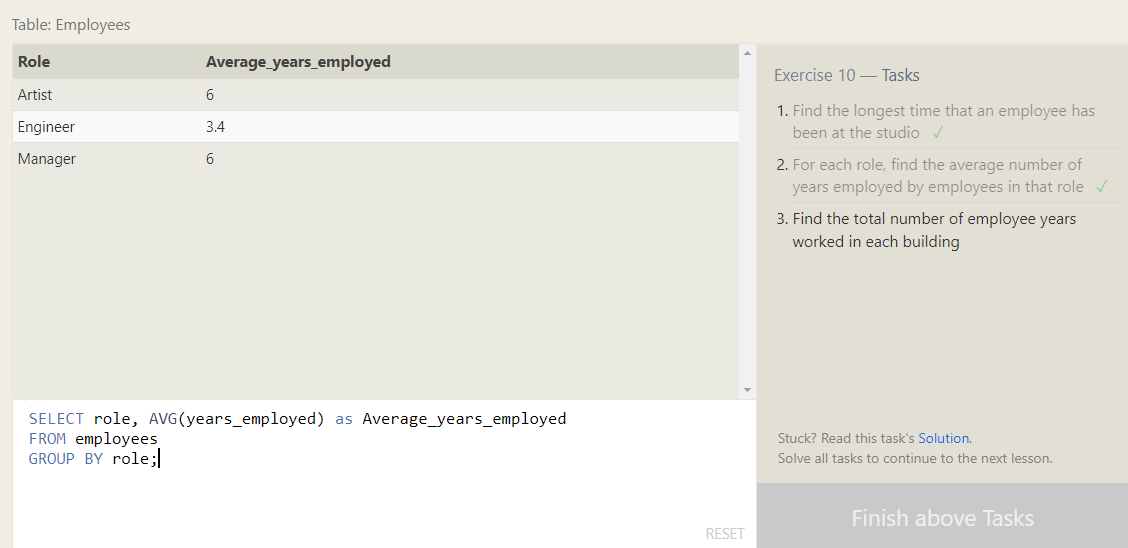 Table: Employees
Role Average_years_employed
Artist 6
Engineer 3.4
Manager 6
SELECT role, AVG(years_employed) as Average_years_employed
FROM employees
GROUP BY role;
RESET
Exercise 10 — Tasks
1. Find the longest time that an employee has
been at the studio ✓
2. For each role, find the average number of
years employed by employees in that role ✓
3. Find the total number of employee years
worked in each building
Stuck? Read this task's Solution.
Solve all tasks to continue to the next lesson.
Finish above Tasks